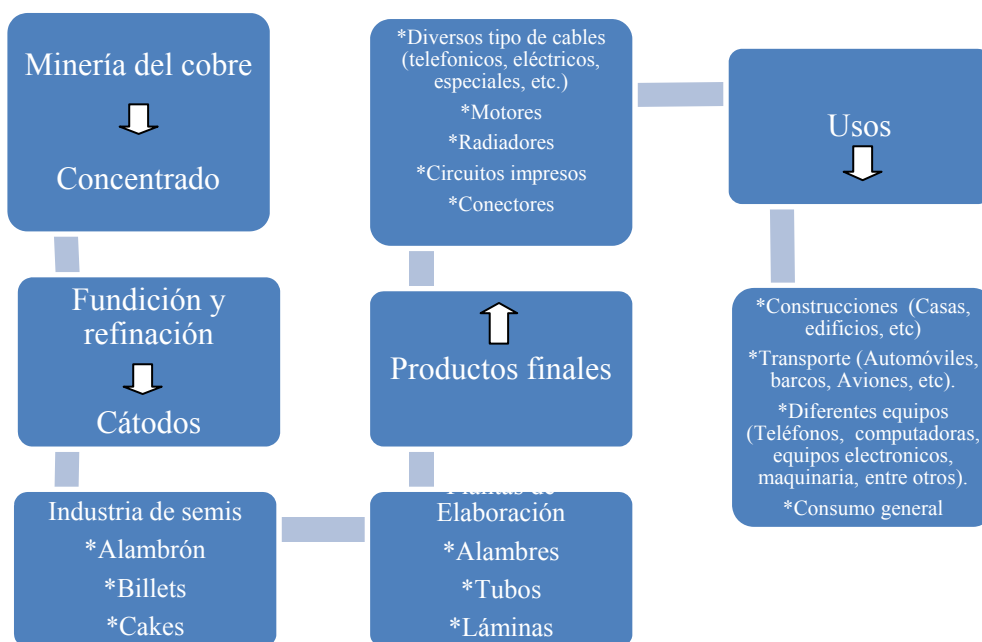 Minería del cobre
Concentrado
Fundición y
refinación
Cátodos
Industria de semis
*Alambrón
*Billets
*Cakes
Plantas de
Elaboración
*Alambres
*Tubos
*Láminas
Productos finales
*Diversos tipo de cables
(telefonicos, eléctricos,
especiales, etc.)
*Motores
*Radiadores
*Circuitos impresos
*Conectores
Usos
*Construcciones (Casas,
edificios, etc)
*Transporte (Automóviles,
barcos, Aviones, etc).
*Diferentes equipos
(Teléfonos, computadoras,
equipos electronicos,
maquinaria, entre otros).
*Consumo general